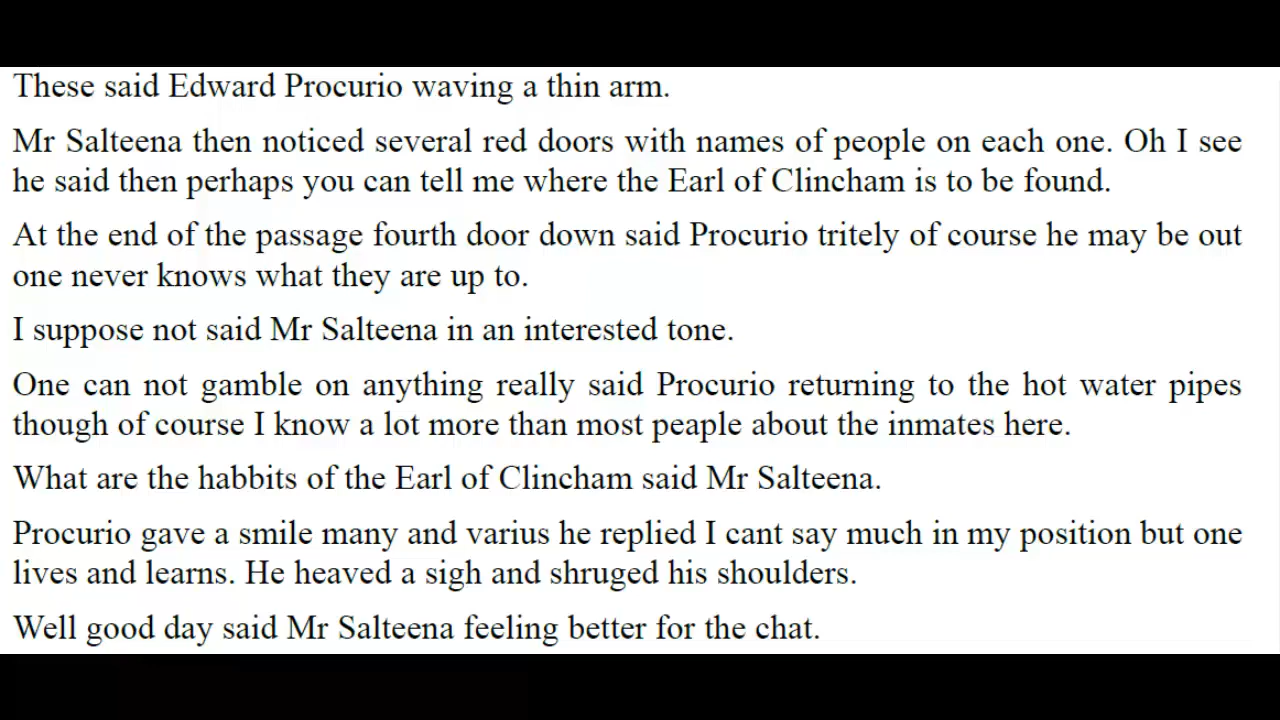 These said Edward Procurio waving a thin arm.
Mr Salteena then noticed several red doors with names of people on each one. Oh I see
he said then perhaps you can tell me where the Earl of Clincham is to be found.
At the end of the passage fourth door down said Procurio tritely of course he may be out
one never knows what they are up to.
I suppose not said Mr Salteena in an interested tone.
One can not gamble on anything really said Procurio returning to the hot water pipes
though of course I know a lot more than most peaple about the inmates here.
What are the habbits of the Earl of Clincham said Mr Salteena.
Procurio gave a smile many and varius he replied I cant say much in my position but one
lives and learns. He heaved a sigh and shruged his shoulders.
Well good day said Mr Salteena feeling better for the chat.